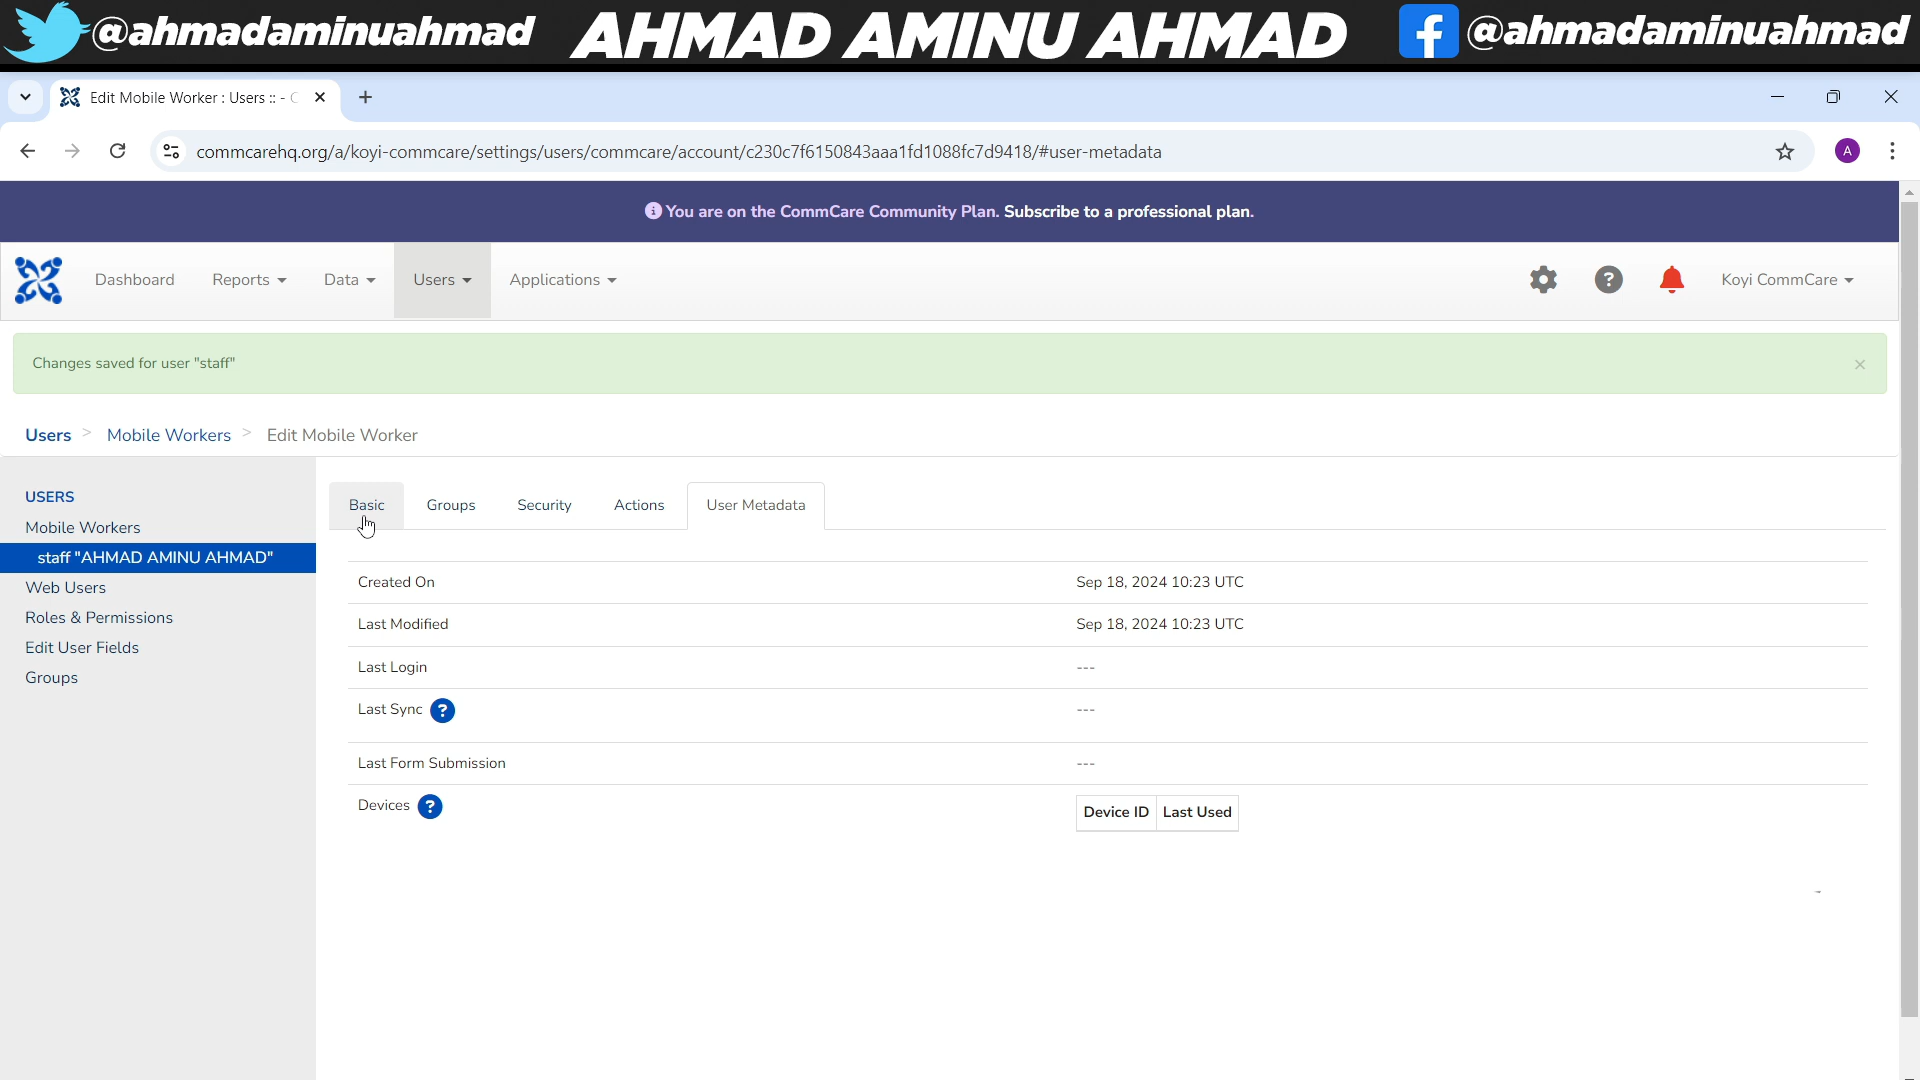 @ahmadaminuahmad AHMAD AMINU AHMAD f @ahmadaminuahmad
Edit Mobile Worker : Users :: - C
commcarehq.org/a/koyi-commcare/settings/users/commcare/account/c230c7f6150843aaa1fd1088fc7d9418/#user-metadata A
i You are on the CommCare Community Plan. Subscribe to a professional plan.
Dashboard Reports Data Users Applications ? Koyi CommCare
Changes saved for user "staff" ×
Users > Mobile Workers > Edit Mobile Worker
USERS
Mobile Workers
staff "AHMAD AMINU AHMAD"
Web Users
Roles & Permissions
Edit User Fields
Groups
Basic Groups Security Actions User Metadata
Created On Sep 18, 2024 10:23 UTC
Last Modified Sep 18, 2024 10:23 UTC
Last Login ---
Last Sync ? ---
Last Form Submission ---
Devices ? Device ID Last Used